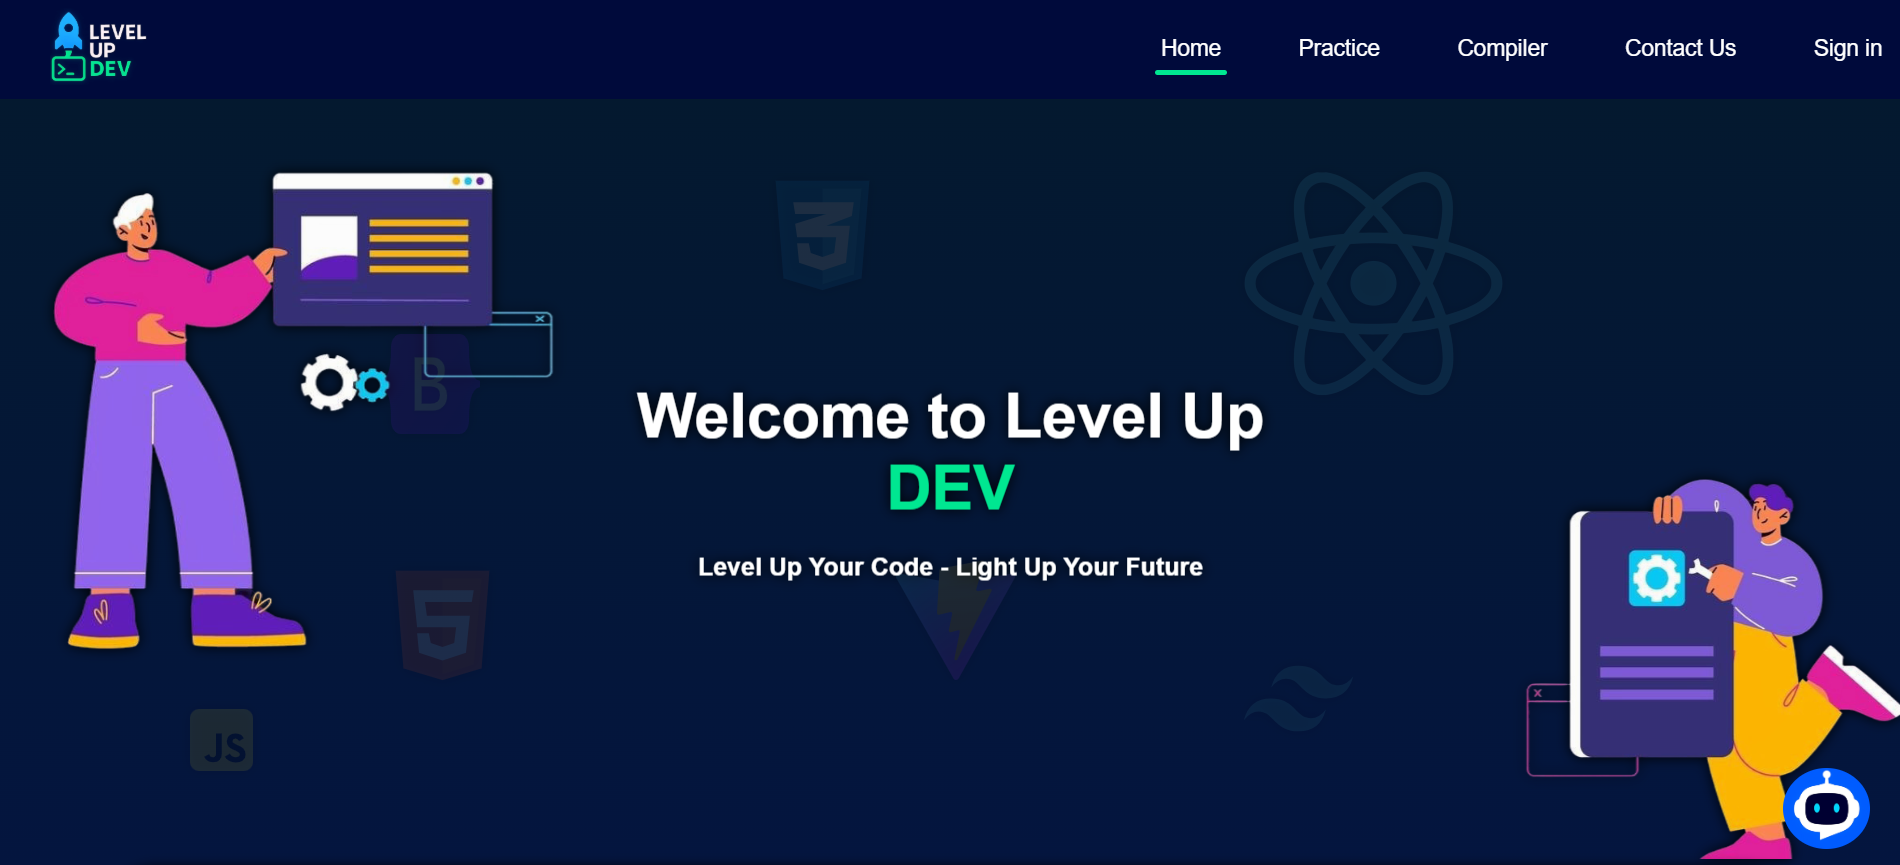 LEVEL
UP
DEV
Home Practice Compiler Contact Us Sign in
3
B
Welcome to Level Up
DEV
Level Up Your Code - Light Up Your Future
5
JS